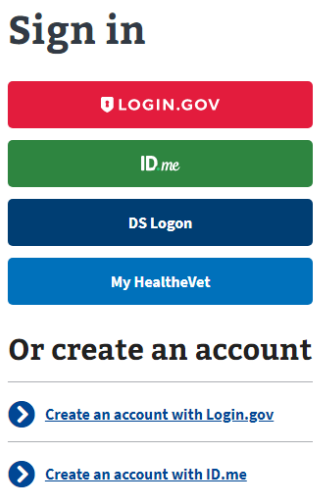 Sign in
LOGIN.GOV
ID.me
DS Logon
My HealtheVet
Or create an account
Create an account with Login.gov
Create an account with ID.me